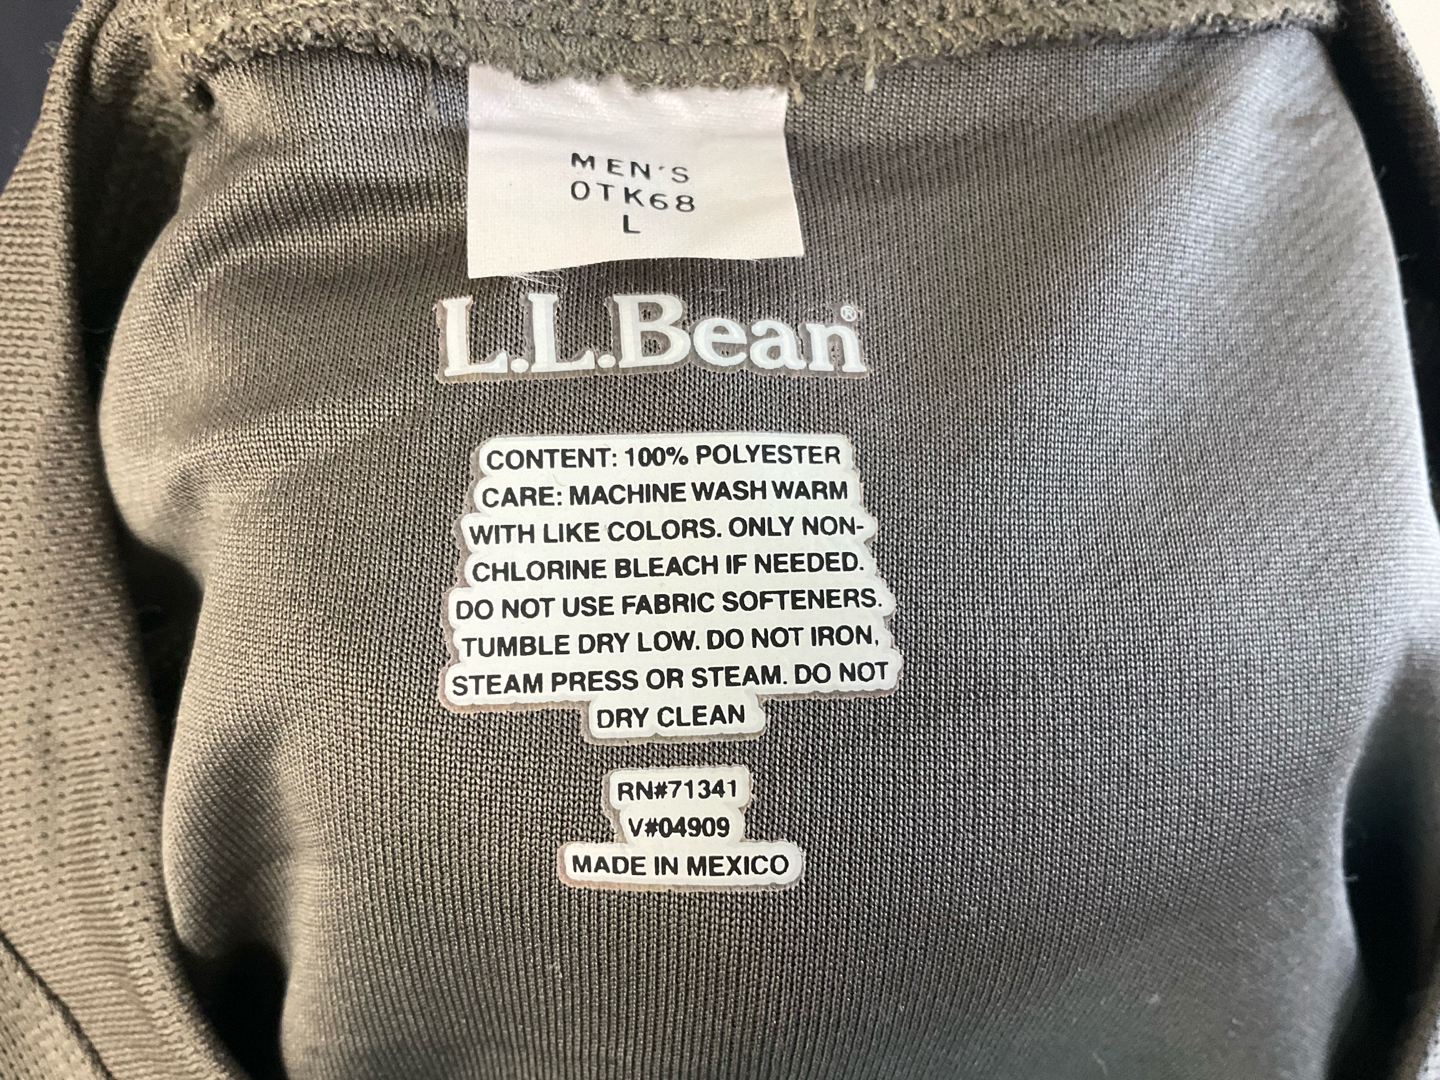 MEN'S
0TK68
L
L.L.Bean®
CONTENT: 100% POLYESTER
CARE: MACHINE WASH WARM
WITH LIKE COLORS. ONLY NON-
CHLORINE BLEACH IF NEEDED.
DO NOT USE FABRIC SOFTENERS.
TUMBLE DRY LOW. DO NOT IRON,
STEAM PRESS OR STEAM. DO NOT
DRY CLEAN
RN#71341
V#04909
MADE IN MEXICO